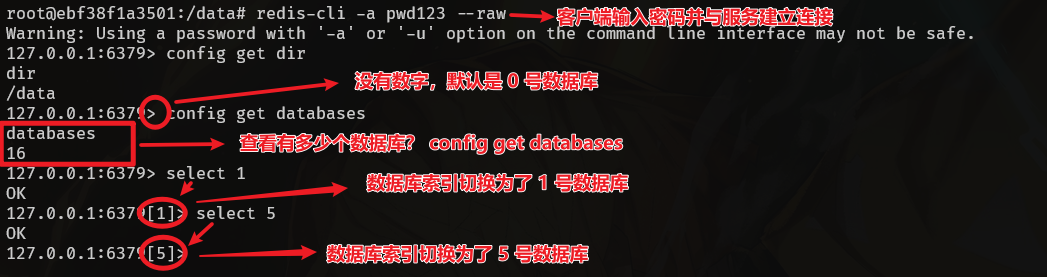 root@ebf38f1a3501:/data# redis-cli -a pwd123 --raw 客户端输入密码并与服务建立连接
Warning: Using a password with '-a' or '-u' option on the command line interface may not be safe.
127.0.0.1:6379> config get dir
dir
/data
没有数字，默认是 0 号数据库
127.0.0.1:6379> config get databases
databases
16
查看有多少个数据库？ config get databases
127.0.0.1:6379> select 1
OK
数据库索引切换为了 1 号数据库
127.0.0.1:6379[1]> select 5
OK
127.0.0.1:6379[5]> 数据库索引切换为了 5 号数据库